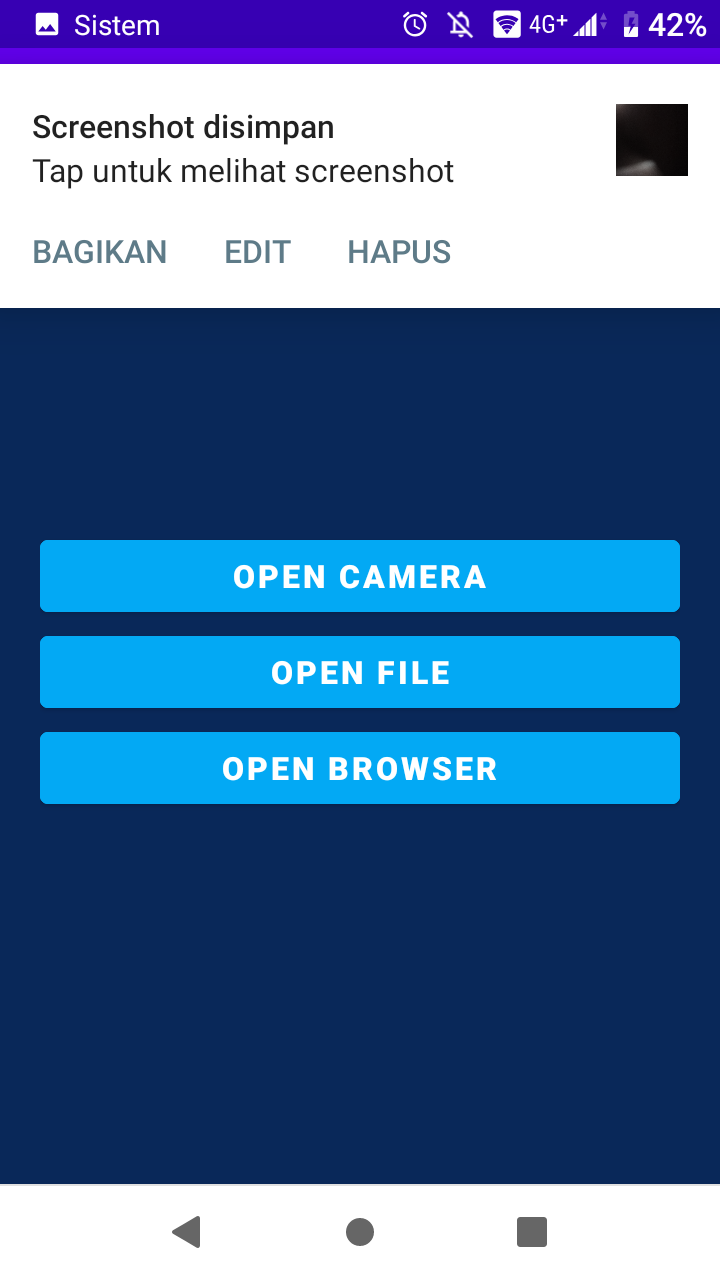 Sistem 4G+ 42%
Screenshot disimpan
Tap untuk melihat screenshot
BAGIKAN EDIT HAPUS
OPEN CAMERA
OPEN FILE
OPEN BROWSER